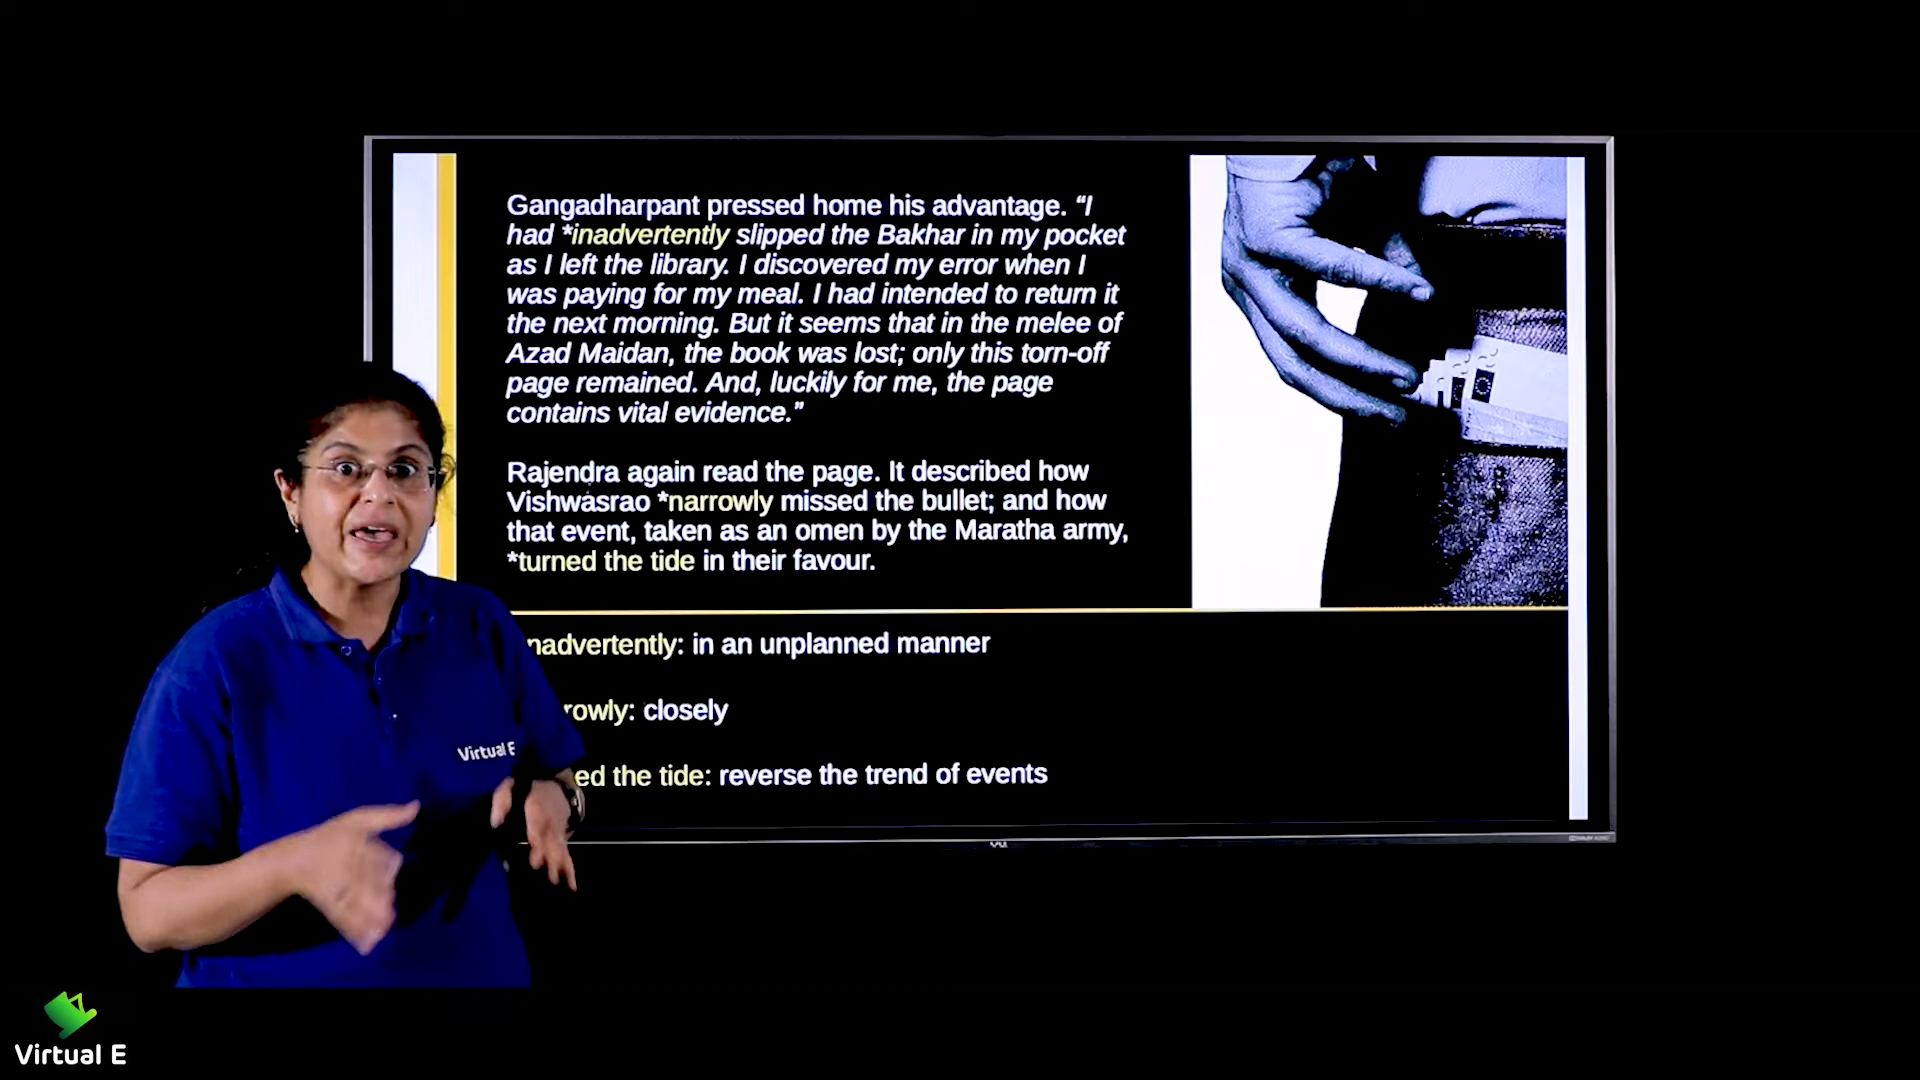 Gangadharpant pressed home his advantage. “I
had *inadvertently slipped the Bakhar in my pocket
as I left the library. I discovered my error when I
was paying for my meal. I had intended to return it
the next morning. But it seems that in the melee of
Azad Maidan, the book was lost; only this torn-off
page remained. And, luckily for me, the page
contains vital evidence.”
Rajendra again read the page. It described how
Vishwasrao *narrowly missed the bullet; and how
that event, taken as an omen by the Maratha army,
*turned the tide in their favour.
nadvertently: in an unplanned manner
rowly: closely
ed the tide: reverse the trend of events
Virtual E
Virtual E